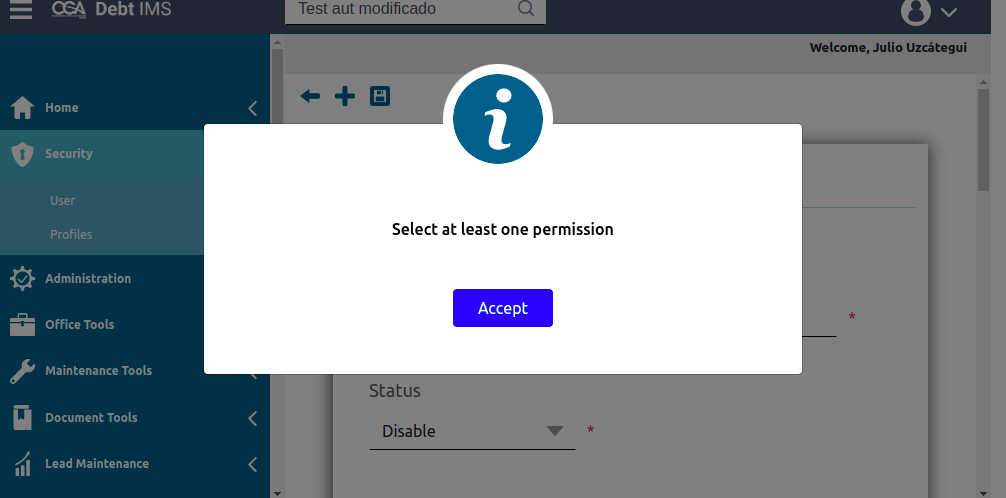 CGA Debt IMS
Test aut modificado
Welcome, Julio Uzcátegui
Home
Security
User
Profiles
Administration
Office Tools
Maintenance Tools
Document Tools
Lead Maintenance
i
Select at least one permission
Accept
*
Status
Disable
*